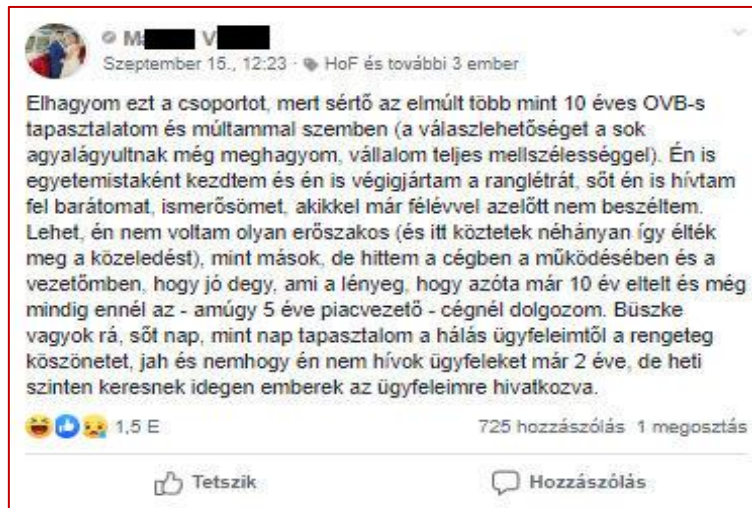 M V
Szeptember 15., 12:23 · HoF és további 3 ember
Elhagyom ezt a csoportot, mert sértő az elmúlt több mint 10 éves OVB-s
tapasztalatom és múltammal szemben (a válaszlehetőséget a sok
agyalágyultnak még meghagyom, vállalom teljes mellszélességgel). Én is
egyetemistaként kezdtem és én is végigjártam a ranglétrát, sőt én is hívtam
fel barátomat, ismerősömet, akikkel már félévvel azelőtt nem beszéltem.
Lehet, én nem voltam olyan erőszakos (és itt köztetek néhányan így élték
meg a közeledést), mint mások, de hittem a cégben a működésében és a
vezetőmben, hogy jó degy, ami a lényeg, hogy azóta már 10 év eltelt és még
mindig ennél az - amúgy 5 éve piacvezető - cégnél dolgozom. Büszke
vagyok rá, sőt nap, mint nap tapasztalom a hálás ügyfeleimtől a rengeteg
köszönetet, jah és nemhogy én nem hívok ügyfeleket már 2 éve, de heti
szinten keresnek idegen emberek az ügyfeleimre hivatkozva.
1,5 E 725 hozzászólás 1 megosztás
Tetszik Hozzászólás